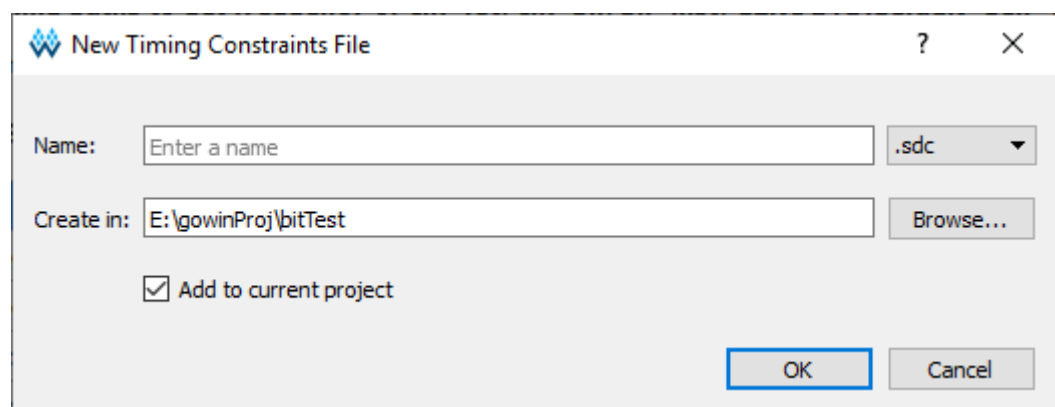 New Timing Constraints File ?
Name: Enter a name .sdc
Create in: E:\gowinProj\bitTest Browse...
Add to current project
OK Cancel